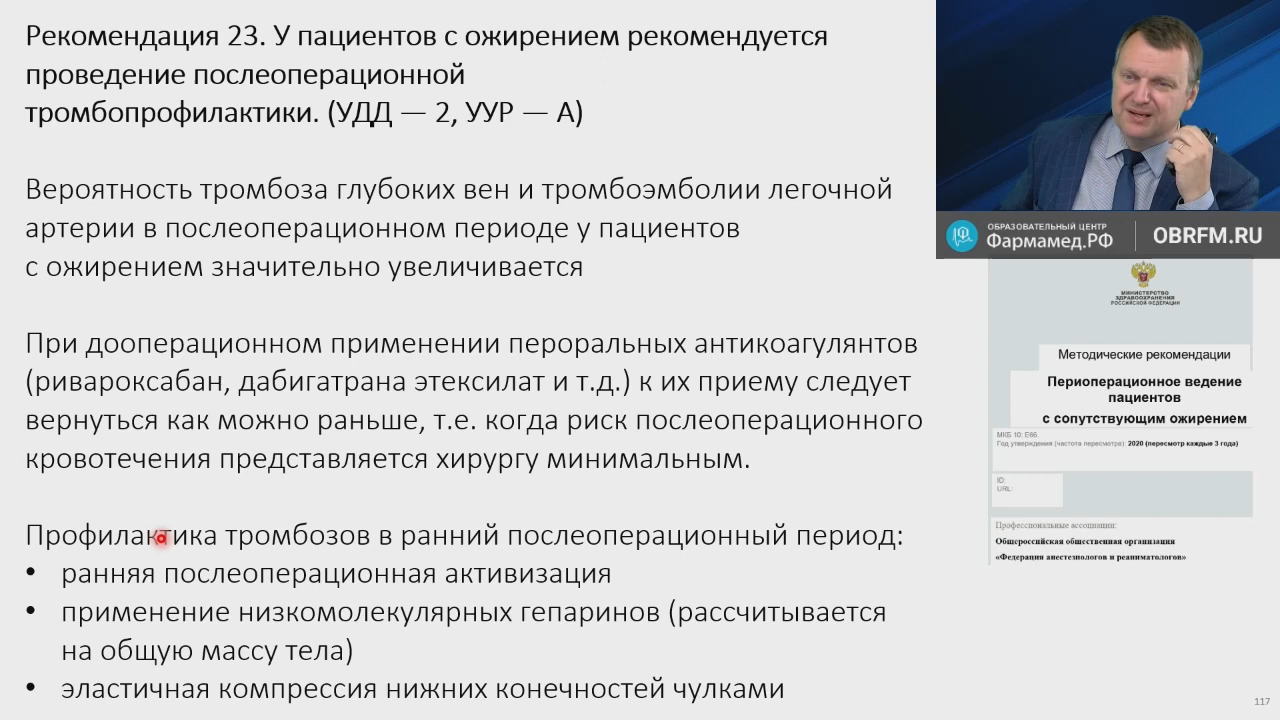 Рекомендация 23. У пациентов с ожирением рекомендуется
проведение послеоперационной
тромбопрофилактики. (УДД — 2, УУР — А)
Вероятность тромбоза глубоких вен и тромбоэмболии легочной
артерии в послеоперационном периоде у пациентов
с ожирением значительно увеличивается
При дооперационном применении пероральных антикоагулянтов
(ривароксабан, дабигатрана этексилат и т.д.) к их приему следует
вернуться как можно раньше, т.е. когда риск послеоперационного
кровотечения представляется хирургу минимальным.
Профилактика тромбозов в ранний послеоперационный период:
• ранняя послеоперационная активизация
• применение низкомолекулярных гепаринов (рассчитывается
на общую массу тела)
• эластичная компрессия нижних конечностей чулками
ОБРАЗОВАТЕЛЬНЫЙ ЦЕНТР
Фармамед.РФ
OBRFM.RU
МИНИСТЕРСТВО
ЗДРАВООХРАНЕНИЯ
РОССИЙСКОЙ ФЕДЕРАЦИИ
Методические рекомендации
Периоперационное ведение
пациентов
с сопутствующим ожирением
МКБ 10: E66
Год утверждения (частота пересмотра): 2020 (пересмотр каждые 3 года)
ID:
URL:
Профессиональные ассоциации:
Общероссийская общественная организация
«Федерация анестезиологов и реаниматологов»
117